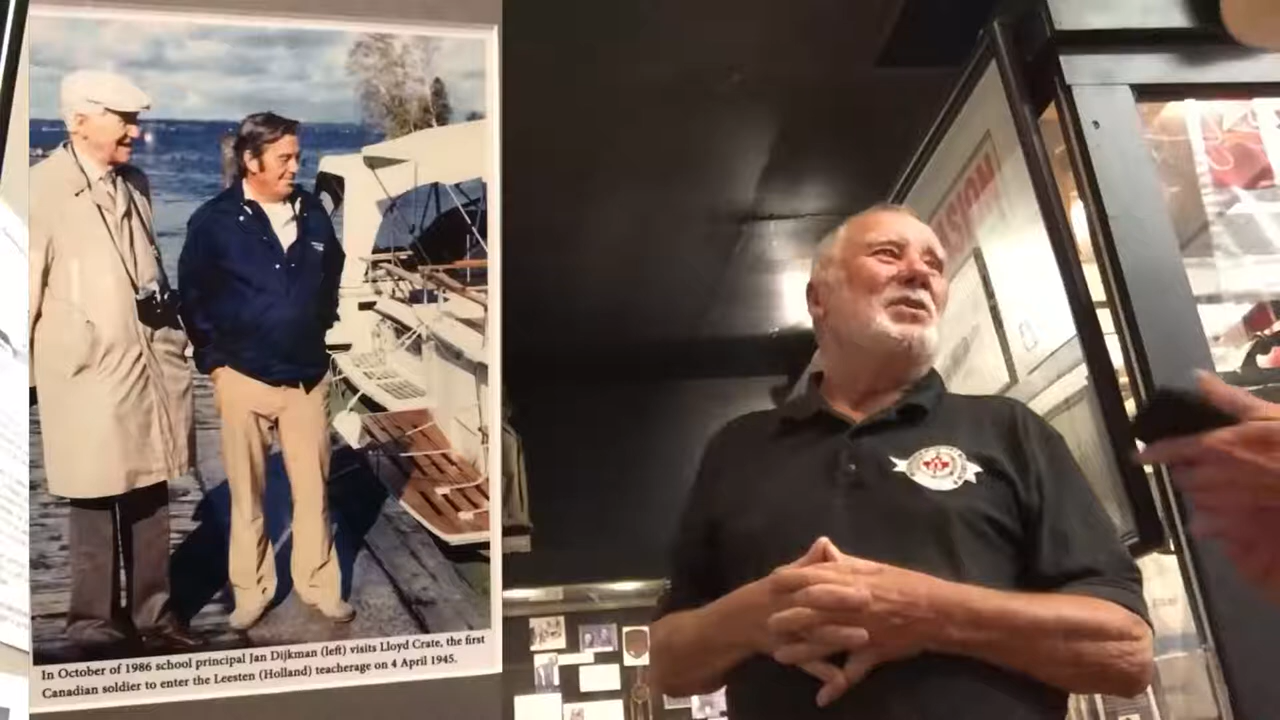 In October of 1986 school principal Jan Dijkman (left) visits Lloyd Crate, the first
Canadian soldier to enter the Leesten (Holland) teacherage on 4 April 1945.